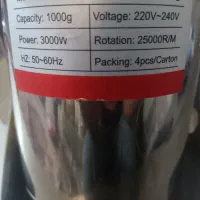 Capacity: 1000g Voltage: 220V~240V
Power: 3000W Rotation: 25000R/M
HZ: 50~60Hz Packing: 4pcs/Carton